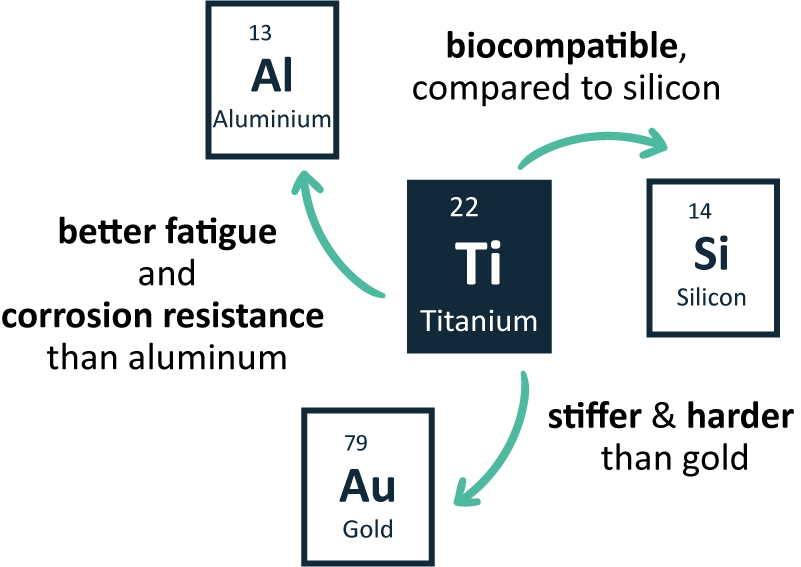 13
Al
Aluminium
biocompatible,
compared to silicon
22
Ti
Titanium
14
Si
Silicon
better fatigue
and
corrosion resistance
than aluminum
stiffer & harder
than gold
79
Au
Gold